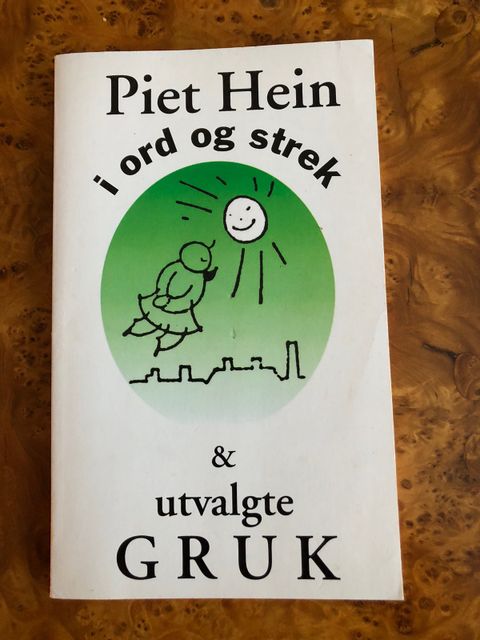 Piet Hein
i ord og strek
&
utvalgte
GRUK